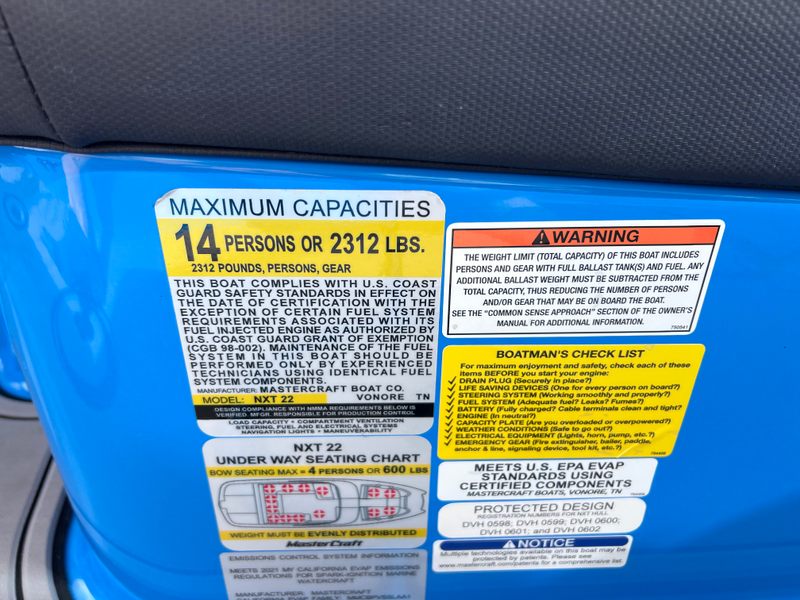 MAXIMUM CAPACITIES
14 PERSONS OR 2312 LBS.
2312 POUNDS, PERSONS, GEAR
THIS BOAT COMPLIES WITH U.S. COAST
GUARD SAFETY STANDARDS IN EFFECT ON
THE DATE OF CERTIFICATION WITH THE
EXCEPTION OF CERTAIN FUEL SYSTEM
REQUIREMENTS ASSOCIATED WITH ITS
FUEL INJECTED ENGINE AS AUTHORIZED BY
U.S. COAST GUARD GRANT OF EXEMPTION
(CGB 98-002). MAINTENANCE OF THE FUEL
SYSTEM IN THIS BOAT SHOULD BE
PERFORMED ONLY BY EXPERIENCED
TECHNICIANS USING IDENTICAL FUEL
SYSTEM COMPONENTS.
MANUFACTURER: MASTERCRAFT BOAT CO.
MODEL: NXT 22 VONORE TN
DESIGN COMPLIANCE WITH NMMA REQUIREMENTS BELOW IS
VERIFIED. MFGR. RESPONSIBLE FOR PRODUCTION CONTROL
LOAD CAPACITY • COMPARTMENT VENTILATION
STEERING, FUEL AND ELECTRICAL SYSTEMS
NAVIGATION LIGHTS • MANEUVERABILITY
NXT 22
UNDER WAY SEATING CHART
BOW SEATING MAX = 4 PERSONS OR 600 LBS
WEIGHT MUST BE EVENLY DISTRIBUTED
MasterCraft
EMISSIONS CONTROL SYSTEM INFORMATION
MEETS 2021 MY CALIFORNIA EVAP EMISSIONS
REGULATIONS FOR SPARK-IGNITION MARINE
WATERCRAFT
MANUFACTURER: MASTERCRAFT
CALIFORNIA EVAP FAMILY:
WARNING
THE WEIGHT LIMIT (TOTAL CAPACITY) OF THIS BOAT INCLUDES
PERSONS AND GEAR WITH FULL BALLAST TANK(S) AND FUEL. ANY
ADDITIONAL BALLAST WEIGHT MUST BE SUBTRACTED FROM THE
TOTAL CAPACITY, THUS REDUCING THE NUMBER OF PERSONS
AND/OR GEAR THAT MAY BE ON BOARD THE BOAT.
SEE THE "COMMON SENSE APPROACH" SECTION OF THE OWNER'S
MANUAL FOR ADDITIONAL INFORMATION.
750541
BOATMAN'S CHECK LIST
For maximum enjoyment and safety, check each of these
items BEFORE you start your engine:
✓ DRAIN PLUG (Securely in place?)
✓ LIFE SAVING DEVICES (One for every person on board?)
✓ STEERING SYSTEM (Working smoothly and properly?)
✓ FUEL SYSTEM (Adequate fuel? Leaks? Fumes?)
✓ BATTERY (Fully charged? Cable terminals clean and tight?
✓ ENGINE (In neutral?)
✓ CAPACITY PLATE (Are you overloaded or overpowered?)
✓ WEATHER CONDITIONS (Safe to go out?)
✓ ELECTRICAL EQUIPMENT (Lights, horn, pump, etc.?)
✓ EMERGENCY GEAR (Fire extinguisher, bailer, paddle,
anchor & line, signaling device, tool kit, etc.?)
MEETS U.S. EPA EVAP
STANDARDS USING
CERTIFIED COMPONENTS
MASTERCRAFT BOATS, VONORE, TN
PROTECTED DESIGN
REGISTRATION NUMBERS FOR NXT HULL
DVH 0598; DVH 0599; DVH 0600;
DVH 0601; and DVH 0602
NOTICE
Multiple technologies available on this boat may be
protected by patents. Please see
www.mastercraft.com/patents for a comprehensive list.